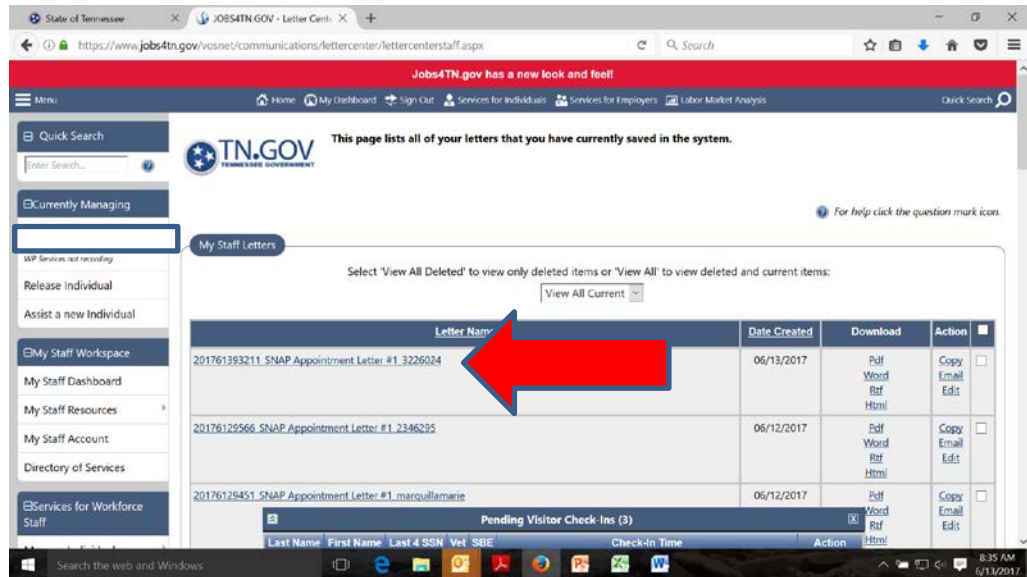 State of Tennessee
JOBS4TN.GOV - Letter Cent
https://www.jobs4tn.gov/vosnet/communications/lettercenter/lettercenterstaff.aspx
Search
Jobs4TN.gov has a new look and feel!
Menu
Home My Dashboard Sign Out Services for Individuals Services for Employers Labor Market Analysis
Quick Search
Quick Search
Enter Search...
TN.GOV
TENNESSEE GOVERNMENT
This page lists all of your letters that you have currently saved in the system.
Currently Managing
For help click the question mark icon.
WP Services not recording
Release Individual
Assist a new Individual
My Staff Letters
Select 'View All Deleted' to view only deleted items or 'View All' to view deleted and current items:
View All Current
Letter Name Date Created Download Action
201761393211 SNAP Appointment Letter #1 3226024 06/13/2017 Pdf Copy
Word Email
Rtf Edit
Html
20176129566 SNAP Appointment Letter #1 2346295 06/12/2017 Pdf Copy
Word Email
Rtf Edit
Html
20176129451 SNAP Appointment Letter #1 marquillamarie 06/12/2017 Pdf Copy
Word Email
Rtf Edit
Html
My Staff Workspace
My Staff Dashboard
My Staff Resources
My Staff Account
Directory of Services
Services for Workforce
Staff
Pending Visitor Check-Ins (3)
Last Name First Name Last 4 SSN Vet SBE Check-In Time Action
Search the web and Windows
8:35 AM
6/13/2017